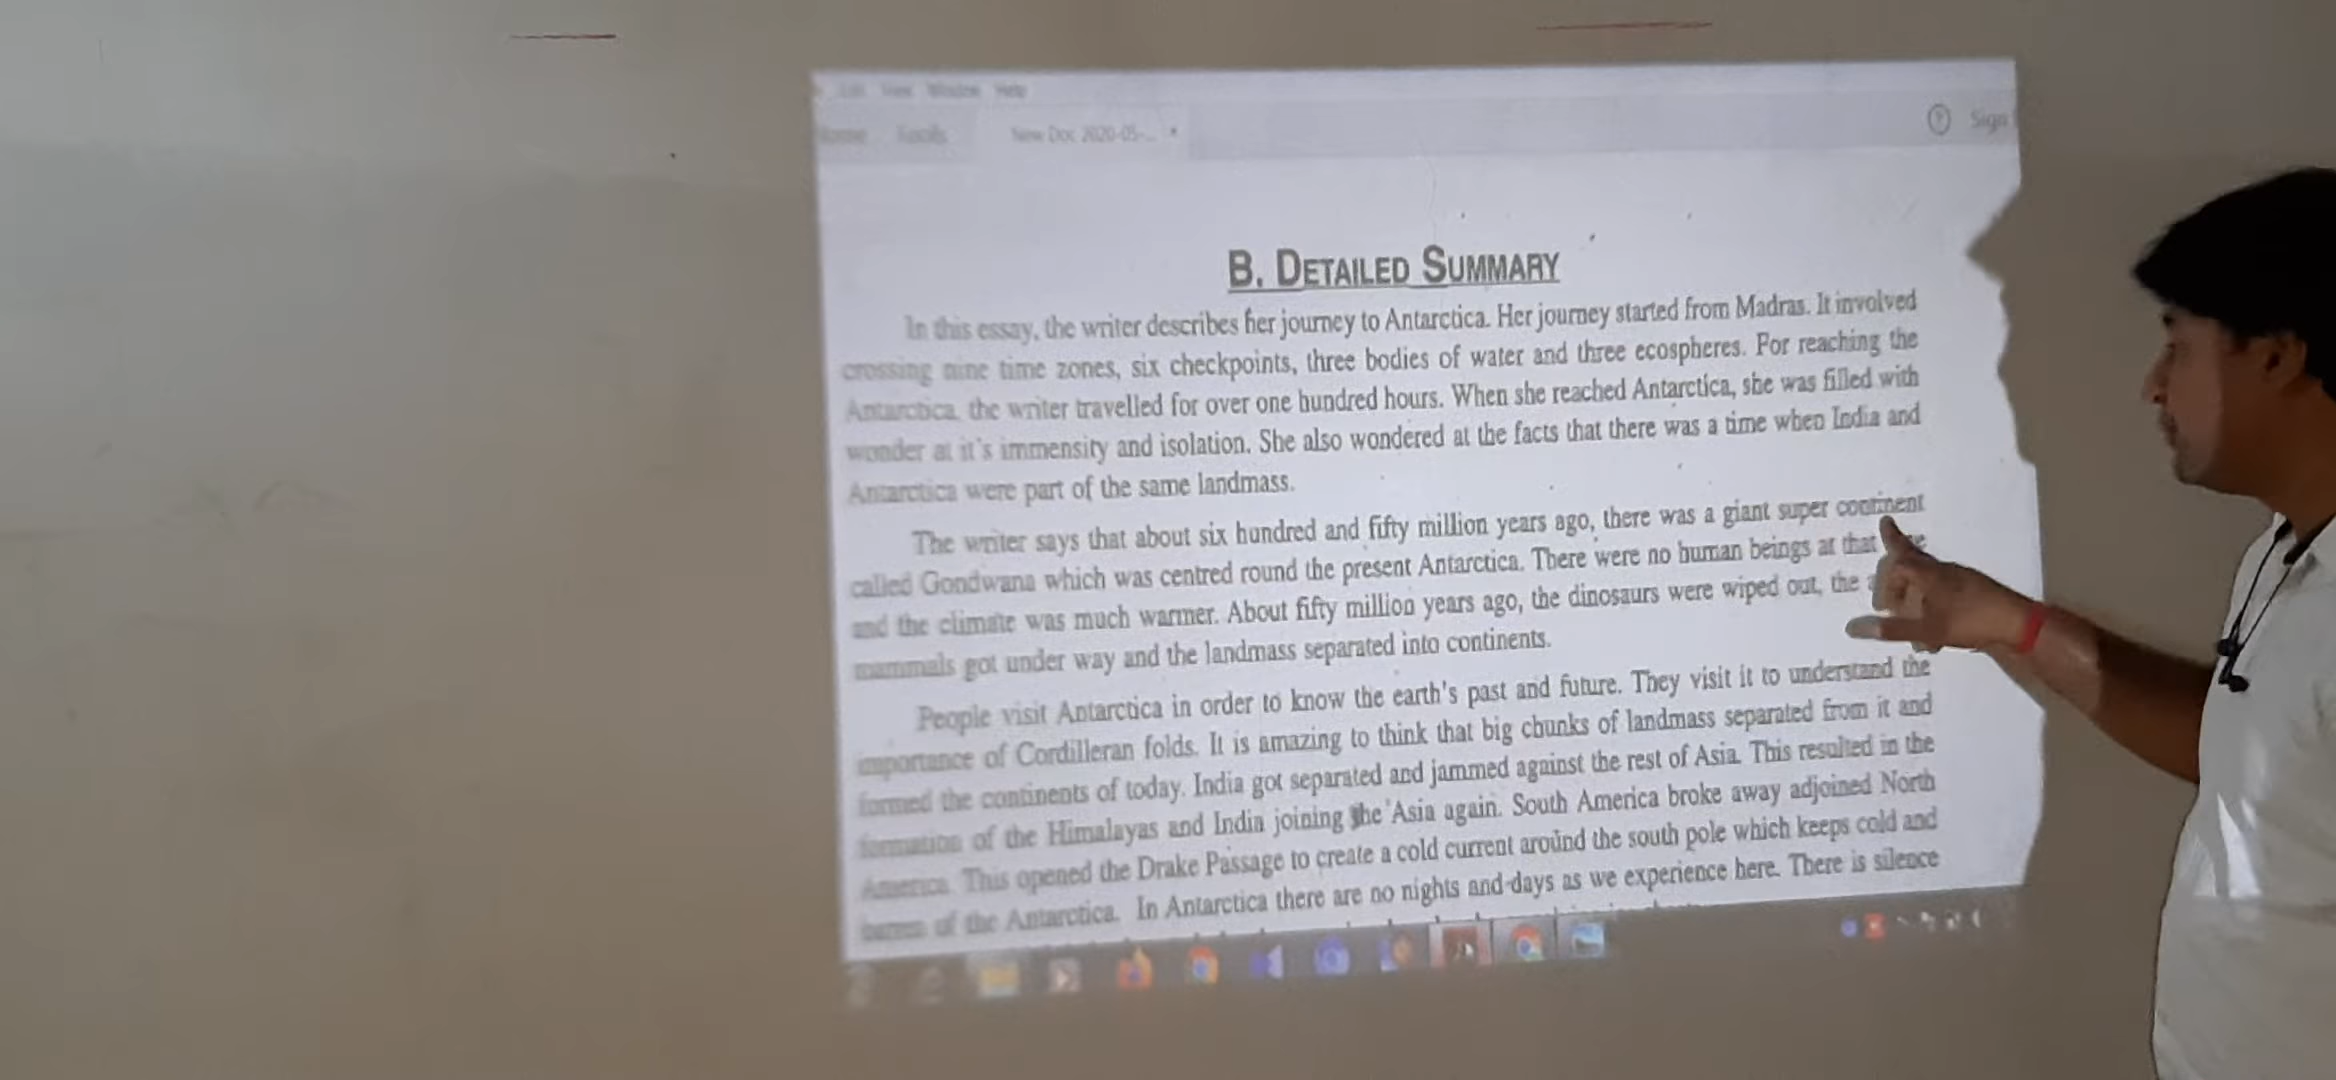 View Window Help
Home Tools New Doc 2020-05-...
Sign
B. DETAILED SUMMARY
In this essay, the writer describes her journey to Antarctica. Her journey started from Madras. It involved
crossing nine time zones, six checkpoints, three bodies of water and three ecospheres. For reaching the
Antarctica, the writer travelled for over one hundred hours. When she reached Antarctica, she was filled with
wonder at it's immensity and isolation. She also wondered at the facts that there was a time when India and
Antarctica were part of the same landmass.
The writer says that about six hundred and fifty million years ago, there was a giant super continent
called Gondwana which was centred round the present Antarctica. There were no human beings at that
and the climate was much warmer. About fifty million years ago, the dinosaurs were wiped out, the
mammals got under way and the landmass separated into continents.
People visit Antarctica in order to know the earth's past and future. They visit it to understand the
importance of Cordilleran folds. It is amazing to think that big chunks of landmass separated from it and
formed the continents of today. India got separated and jammed against the rest of Asia. This resulted in the
formation of the Himalayas and India joining the Asia again. South America broke away adjoined North
America. This opened the Drake Passage to create a cold current around the south pole which keeps cold and
barren of the Antarctica. In Antarctica there are no nights and days as we experience here. There is silence